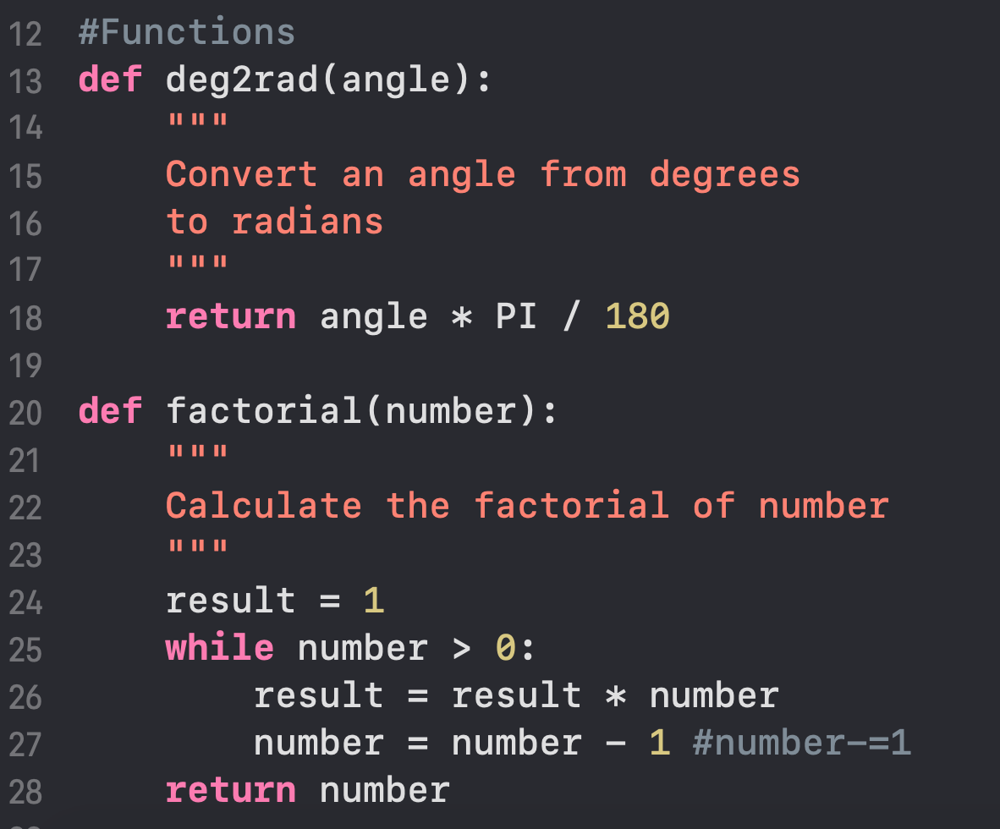 12 #Functions
13 def deg2rad(angle):
14     """
15     Convert an angle from degrees
16     to radians
17     """
18     return angle * PI / 180
19
20 def factorial(number):
21     """
22     Calculate the factorial of number
23     """
24     result = 1
25     while number > 0:
26         result = result * number
27         number = number - 1 #number-=1
28     return number